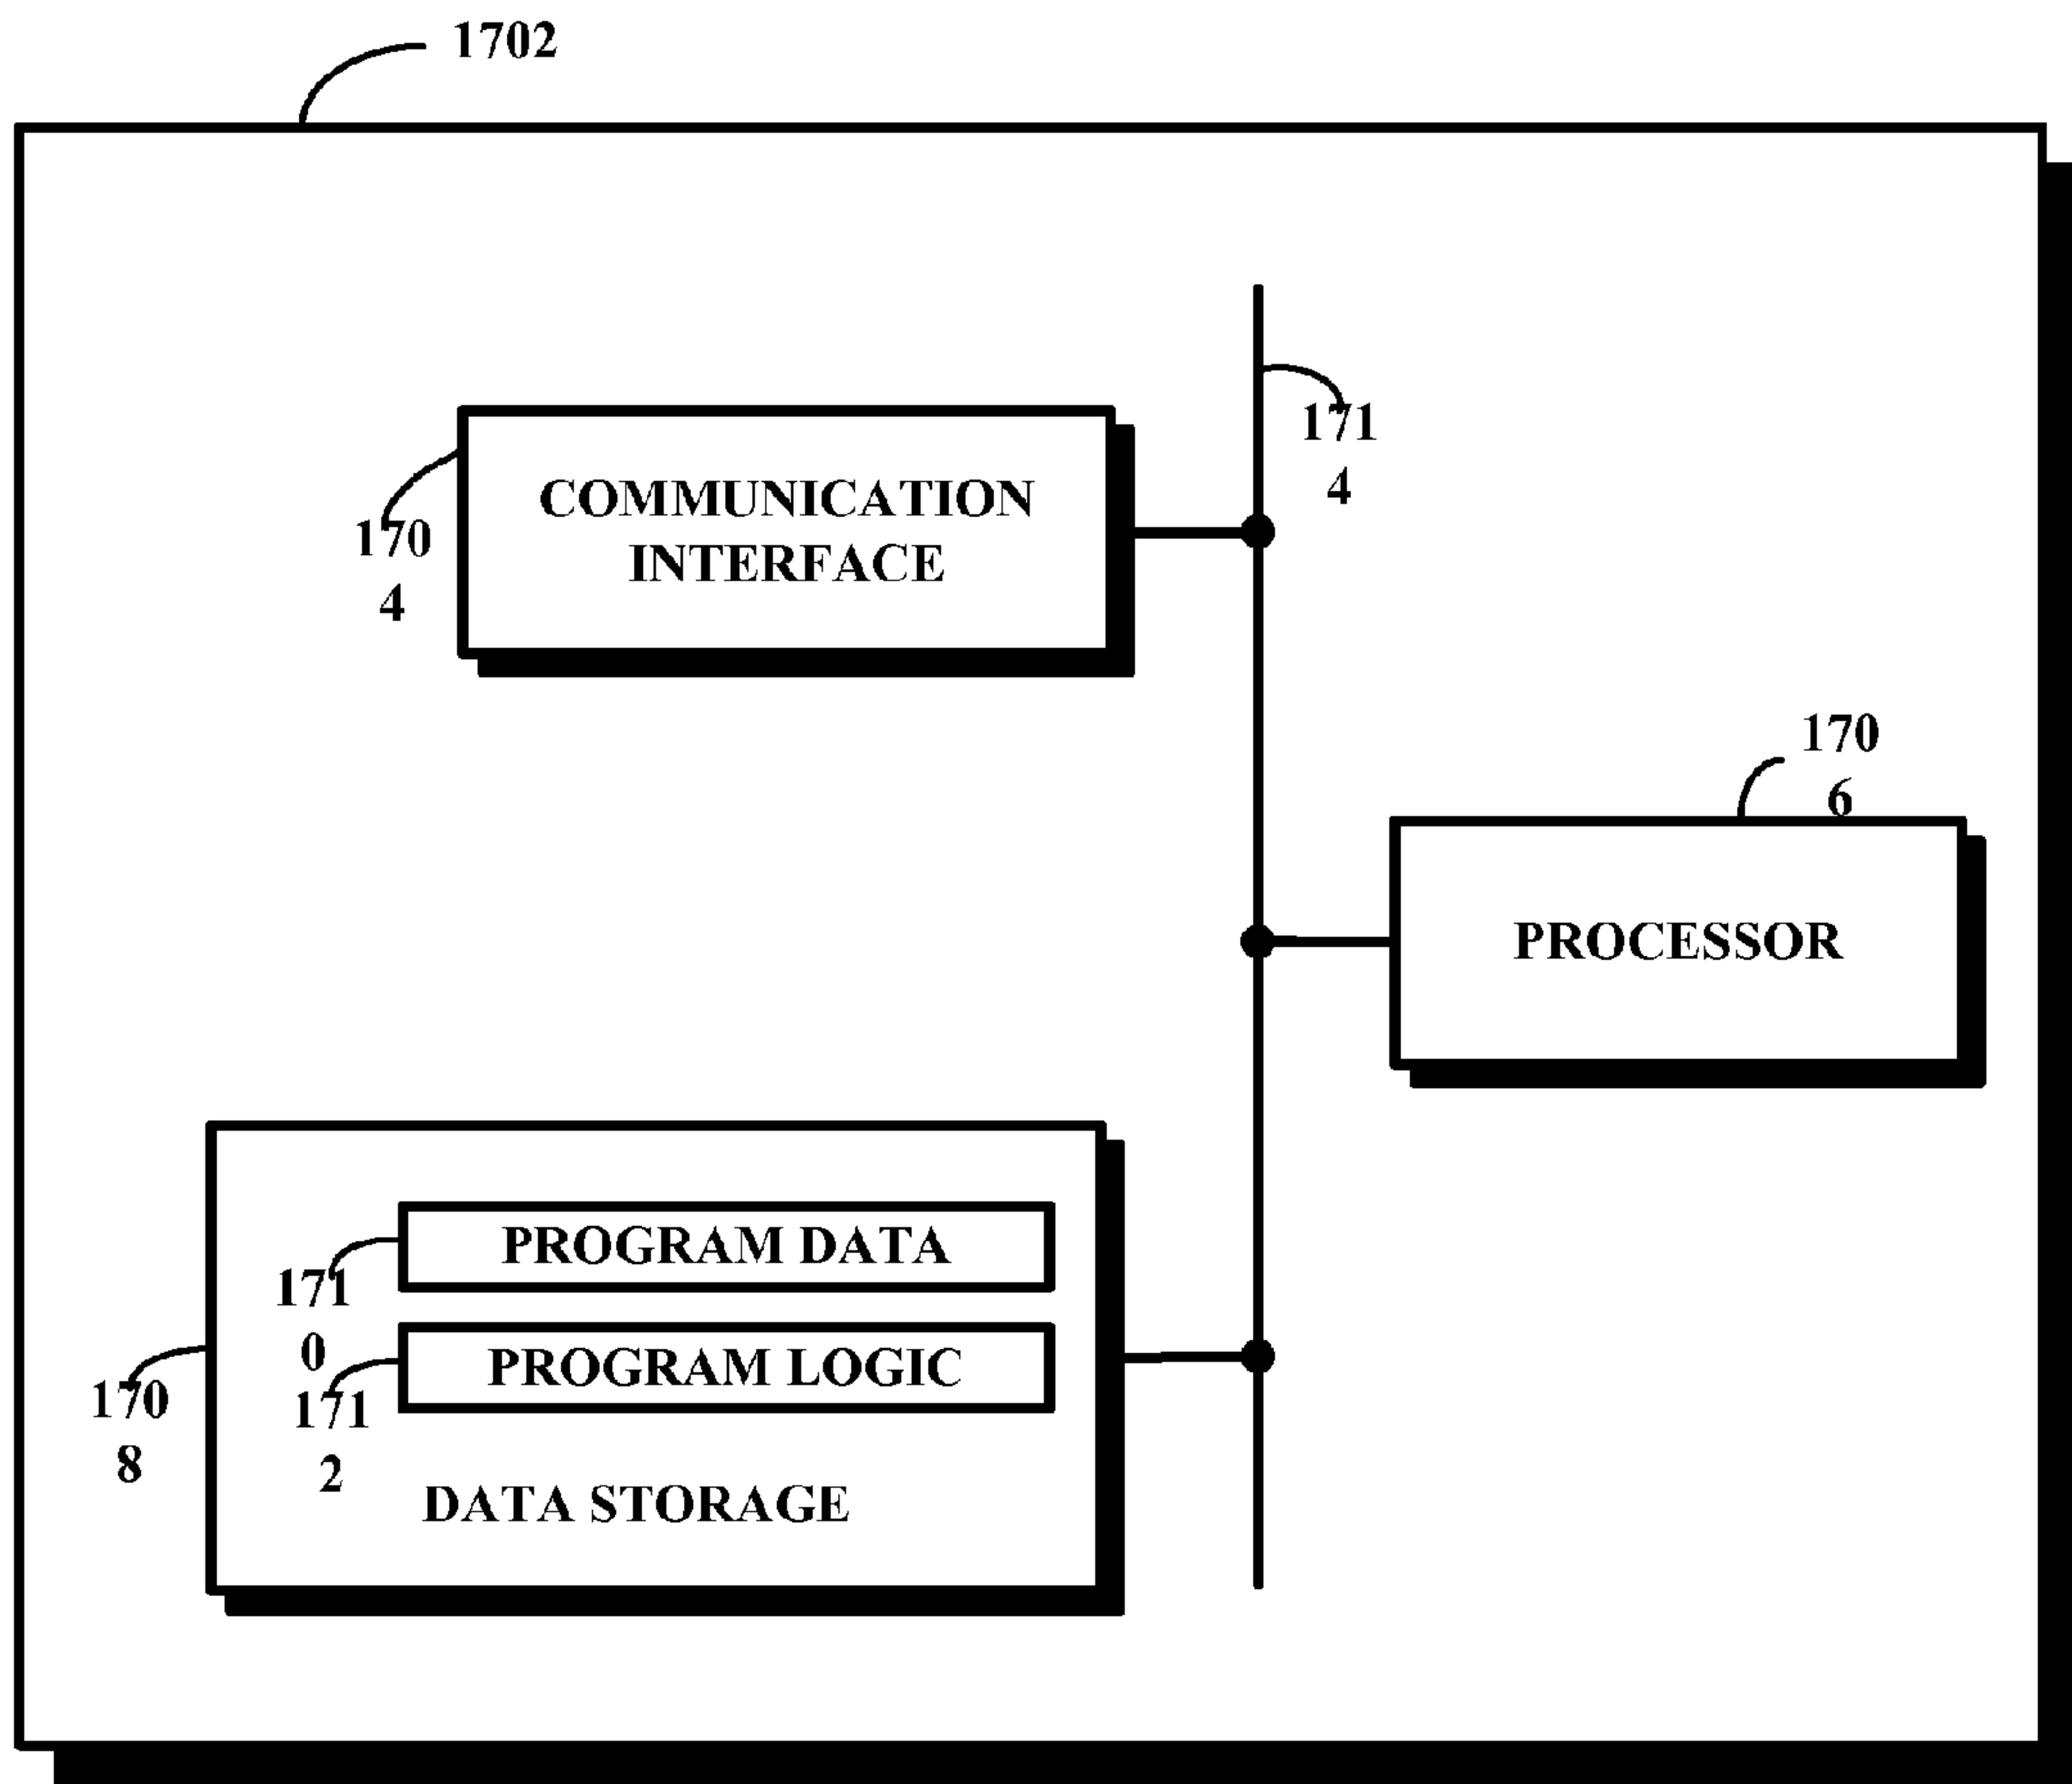 1702
171
4
COMMUNICATION
INTERFACE
170
4
170
6
PROCESSOR
PROGRAM DATA
171
0
PROGRAM LOGIC
170
8
171
2
DATA STORAGE